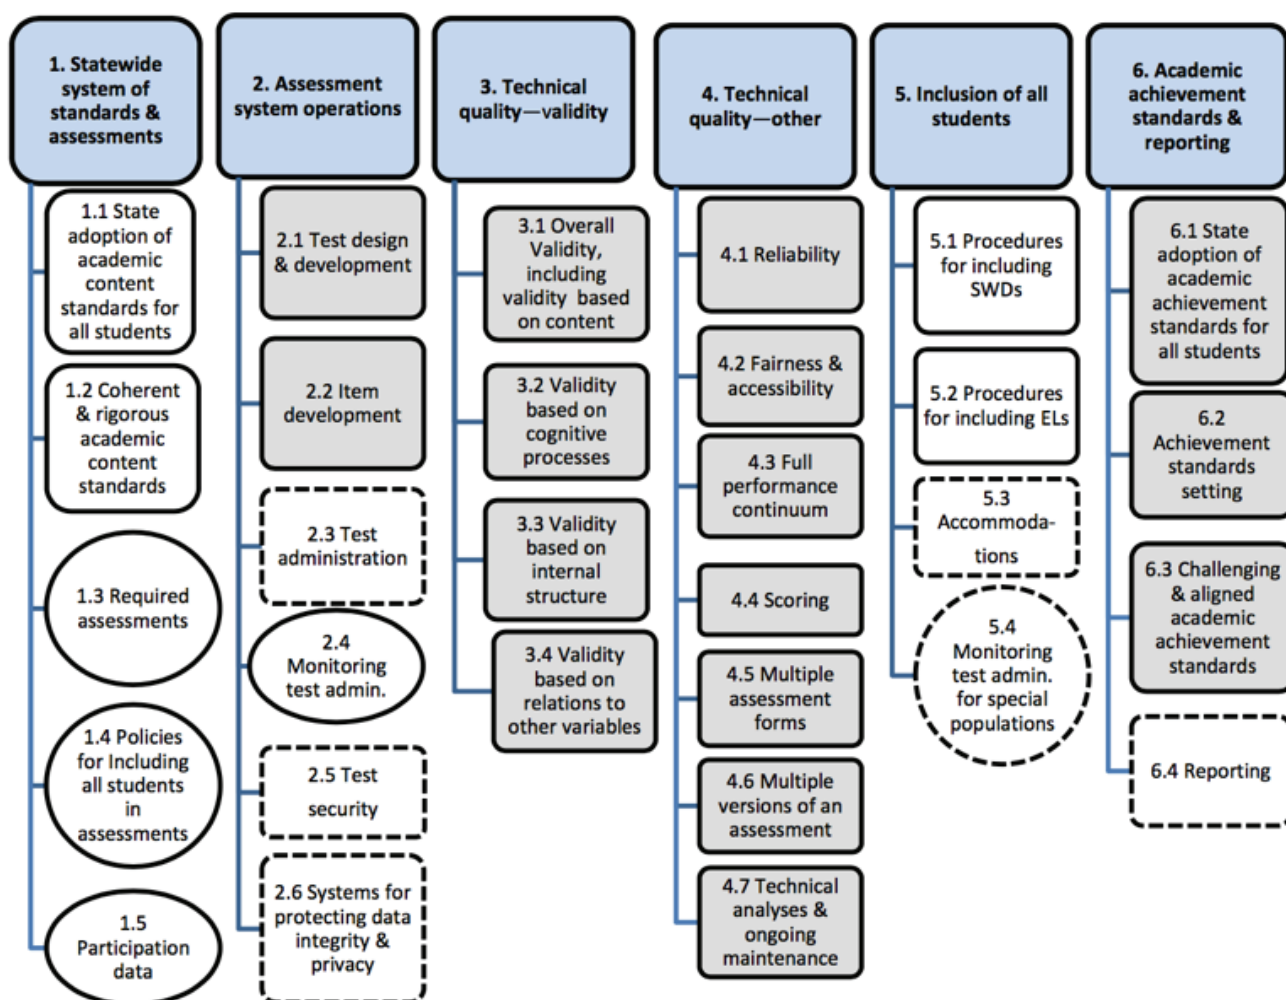 1. Statewide
system of
standards &
assessments
1.1 State
adoption of
academic
content
standards for
all students
1.2 Coherent
& rigorous
academic
content
standards
1.3 Required
assessments
1.4 Policies
for Including
all students
in
assessments
1.5
Participation
data
2. Assessment
system operations
2.1 Test design
& development
2.2 Item
development
2.3 Test
administration
2.4
Monitoring
test admin.
2.5 Test
security
2.6 Systems for
protecting data
integrity &
privacy
3. Technical
quality—validity
3.1 Overall
Validity,
including
validity based
on content
3.2 Validity
based on
cognitive
processes
3.3 Validity
based on
internal
structure
3.4 Validity
based on
relations to
other variables
4. Technical
quality—other
4.1 Reliability
4.2 Fairness &
accessibility
4.3 Full
performance
continuum
4.4 Scoring
4.5 Multiple
assessment
forms
4.6 Multiple
versions of an
assessment
4.7 Technical
analyses &
ongoing
maintenance
5. Inclusion of all
students
5.1 Procedures
for including
SWDs
5.2 Procedures
for including ELs
5.3
Accommoda-
tions
5.4
Monitoring
test admin.
for special
populations
6. Academic
achievement
standards &
reporting
6.1 State
adoption of
academic
achievement
standards for
all students
6.2
Achievement
standards
setting
6.3 Challenging
& aligned
academic
achievement
standards
6.4 Reporting